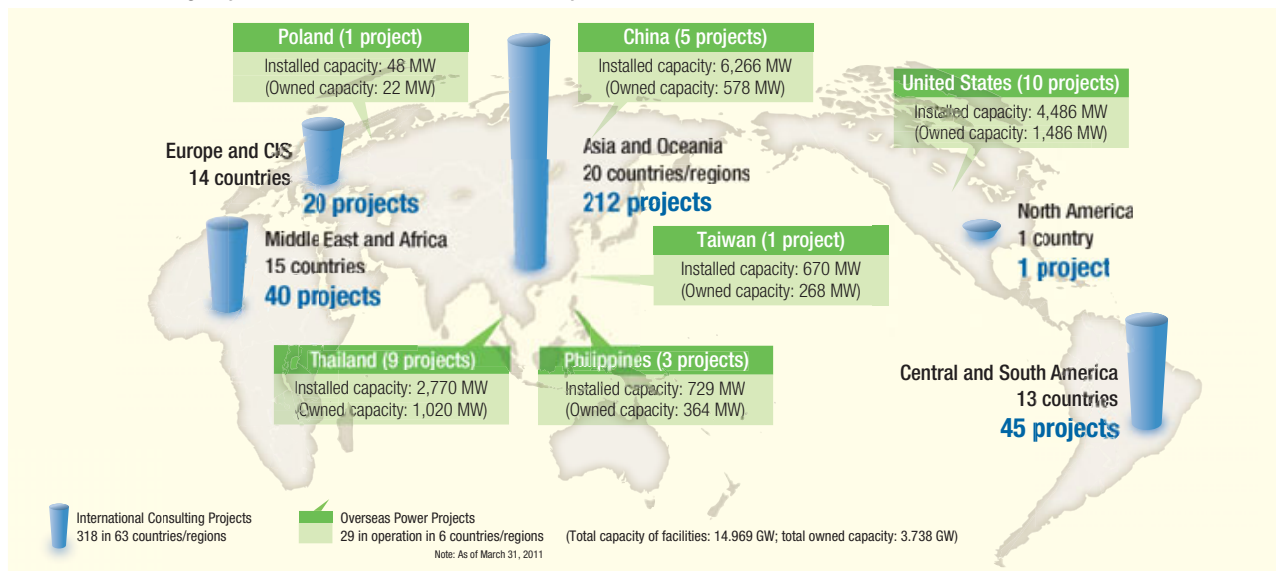 Poland (1 project)
Installed capacity: 48 MW
(Owned capacity: 22 MW)
China (5 projects)
Installed capacity: 6,266 MW
(Owned capacity: 578 MW)
United States (10 projects)
Installed capacity: 4,486 MW
(Owned capacity: 1,486 MW)
Europe and CIS
14 countries
20 projects
Asia and Oceania
20 countries/regions
212 projects
Middle East and Africa
15 countries
40 projects
North America
1 country
1 project
Taiwan (1 project)
Installed capacity: 670 MW
(Owned capacity: 268 MW)
Thailand (9 projects)
Installed capacity: 2,770 MW
(Owned capacity: 1,020 MW)
Philippines (3 projects)
Installed capacity: 729 MW
(Owned capacity: 364 MW)
Central and South America
13 countries
45 projects
International Consulting Projects
318 in 63 countries/regions
Overseas Power Projects
29 in operation in 6 countries/regions (Total capacity of facilities: 14.969 GW; total owned capacity: 3.738 GW)
Note: As of March 31, 2011